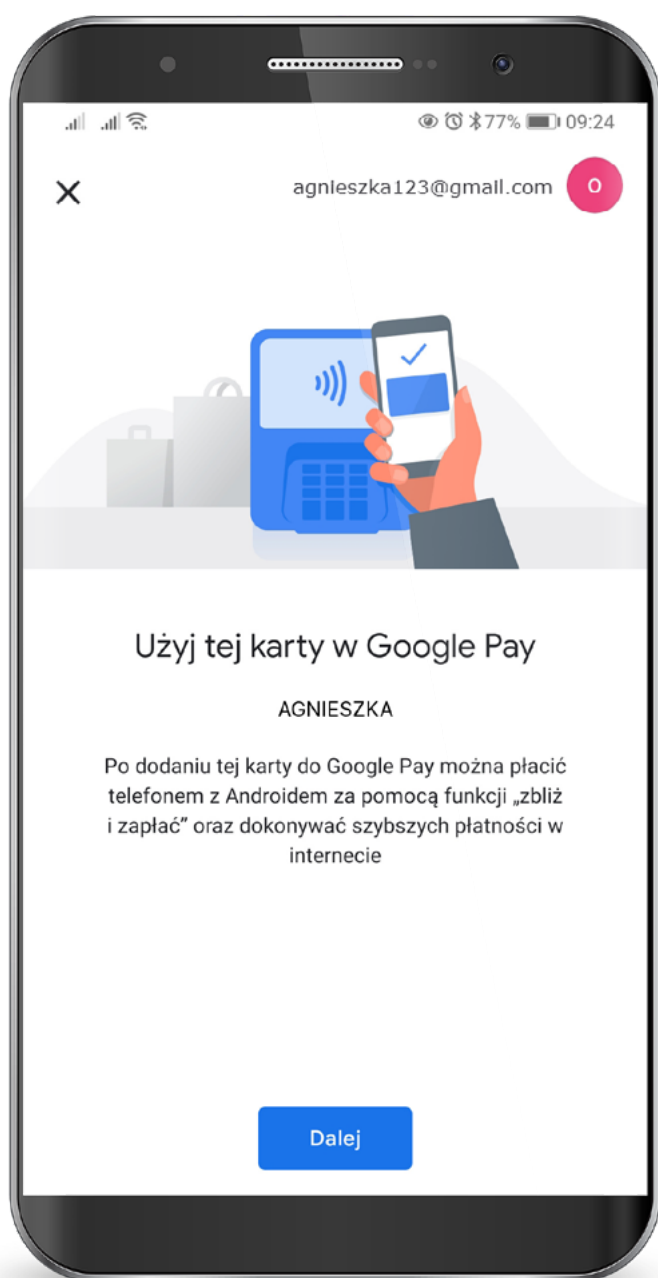 77% 09:24
agnleszka123@gmall.com
O
Użyj tej karty w Google Pay
AGNIESZKA
Po dodaniu tej karty do Google Pay można płacić
telefonem z Androidem za pomocą funkcji „zbliż
i zapłać” oraz dokonywać szybszych płatności w
internecie
Dalej